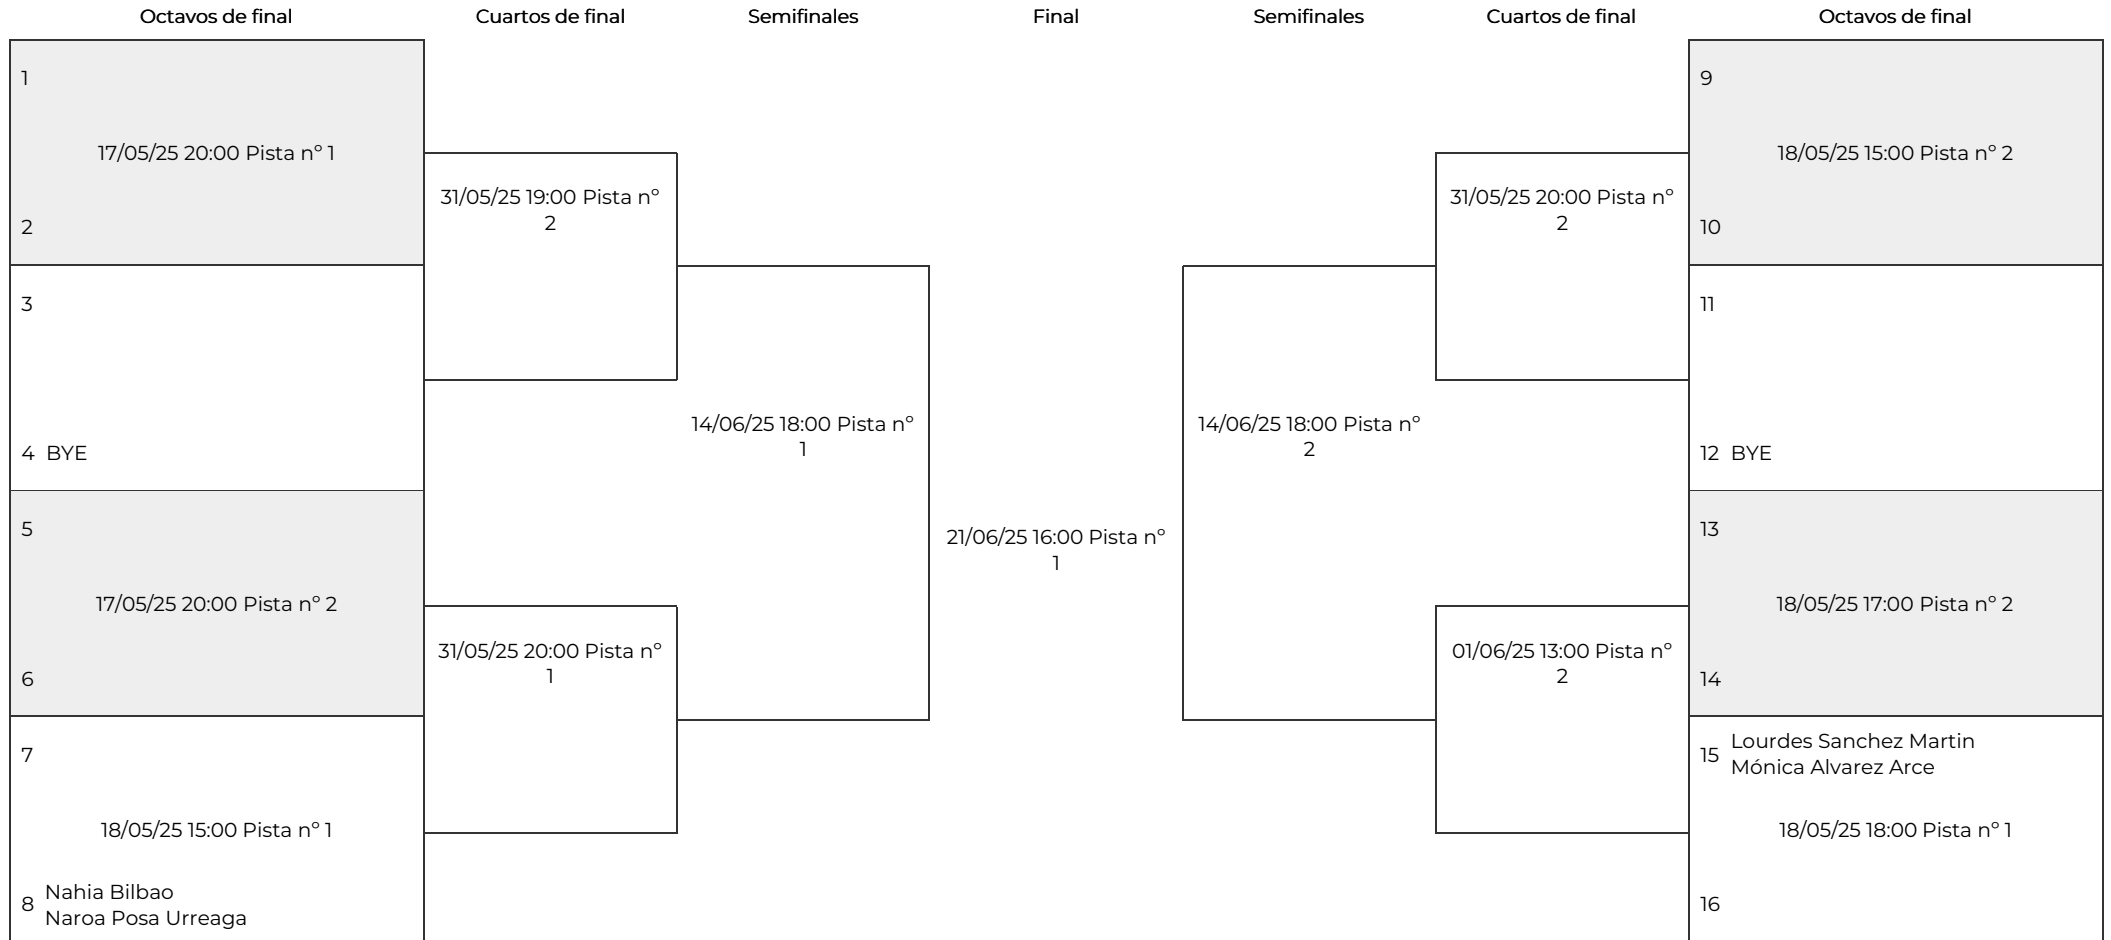 Octavos de final
Cuartos de final
Semifinales
Final
Semifinales
Cuartos de final
Octavos de final
1
17/05/25 20:00 Pista nº 1
2
3
4 BYE
5
17/05/25 20:00 Pista nº 2
6
7
18/05/25 15:00 Pista nº 1
8 Nahia Bilbao
Naroa Posa Urreaga
31/05/25 19:00 Pista nº
2
31/05/25 20:00 Pista nº
1
14/06/25 18:00 Pista nº
1
21/06/25 16:00 Pista nº
1
14/06/25 18:00 Pista nº
2
31/05/25 20:00 Pista nº
2
01/06/25 13:00 Pista nº
2
9
18/05/25 15:00 Pista nº 2
10
11
12 BYE
13
18/05/25 17:00 Pista nº 2
14
15 Lourdes Sanchez Martin
Mónica Alvarez Arce
18/05/25 18:00 Pista nº 1
16